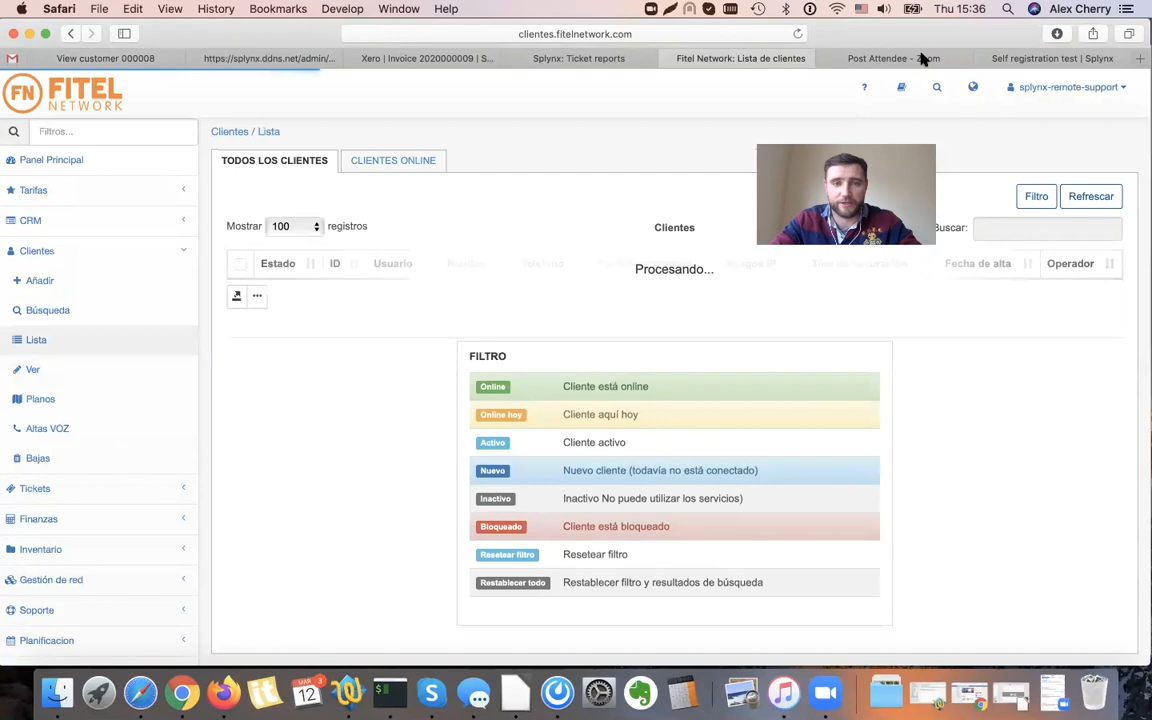 Safari File Edit View History Bookmarks Develop Window Help Thu 15:36 Alex Cherry
clientes.fitelnetwork.com
View customer 000008 https://splynx.ddns.net/admin/... Xero | Invoice 2020000009 | S... Splynx: Ticket reports Fitel Network: Lista de clientes Post Attendee - Zoom Self registration test | Splynx
FN FITEL NETWORK
? splynx-remote-support
Filtros...
Clientes / Lista
Panel Principal
TODOS LOS CLIENTES CLIENTES ONLINE
Tarifas
Filtro Refrescar
CRM
Mostrar 100 registros Clientes Buscar:
Clientes
Estado ID Usuario Fecha de alta Operador
Procesando...
Añadir
Búsqueda
Lista
Ver
Planos
Altas VOZ
Bajas
Tickets
Finanzas
Inventario
Gestión de red
Soporte
Planificacion
FILTRO
Online Cliente está online
Online hoy Cliente aquí hoy
Activo Cliente activo
Nuevo Nuevo cliente (todavía no está conectado)
Inactivo Inactivo No puede utilizar los servicios)
Bloqueado Cliente está bloqueado
Resetear filtro Resetear filtro
Restablecer todo Restablecer filtro y resultados de búsqueda
MAR 12 3